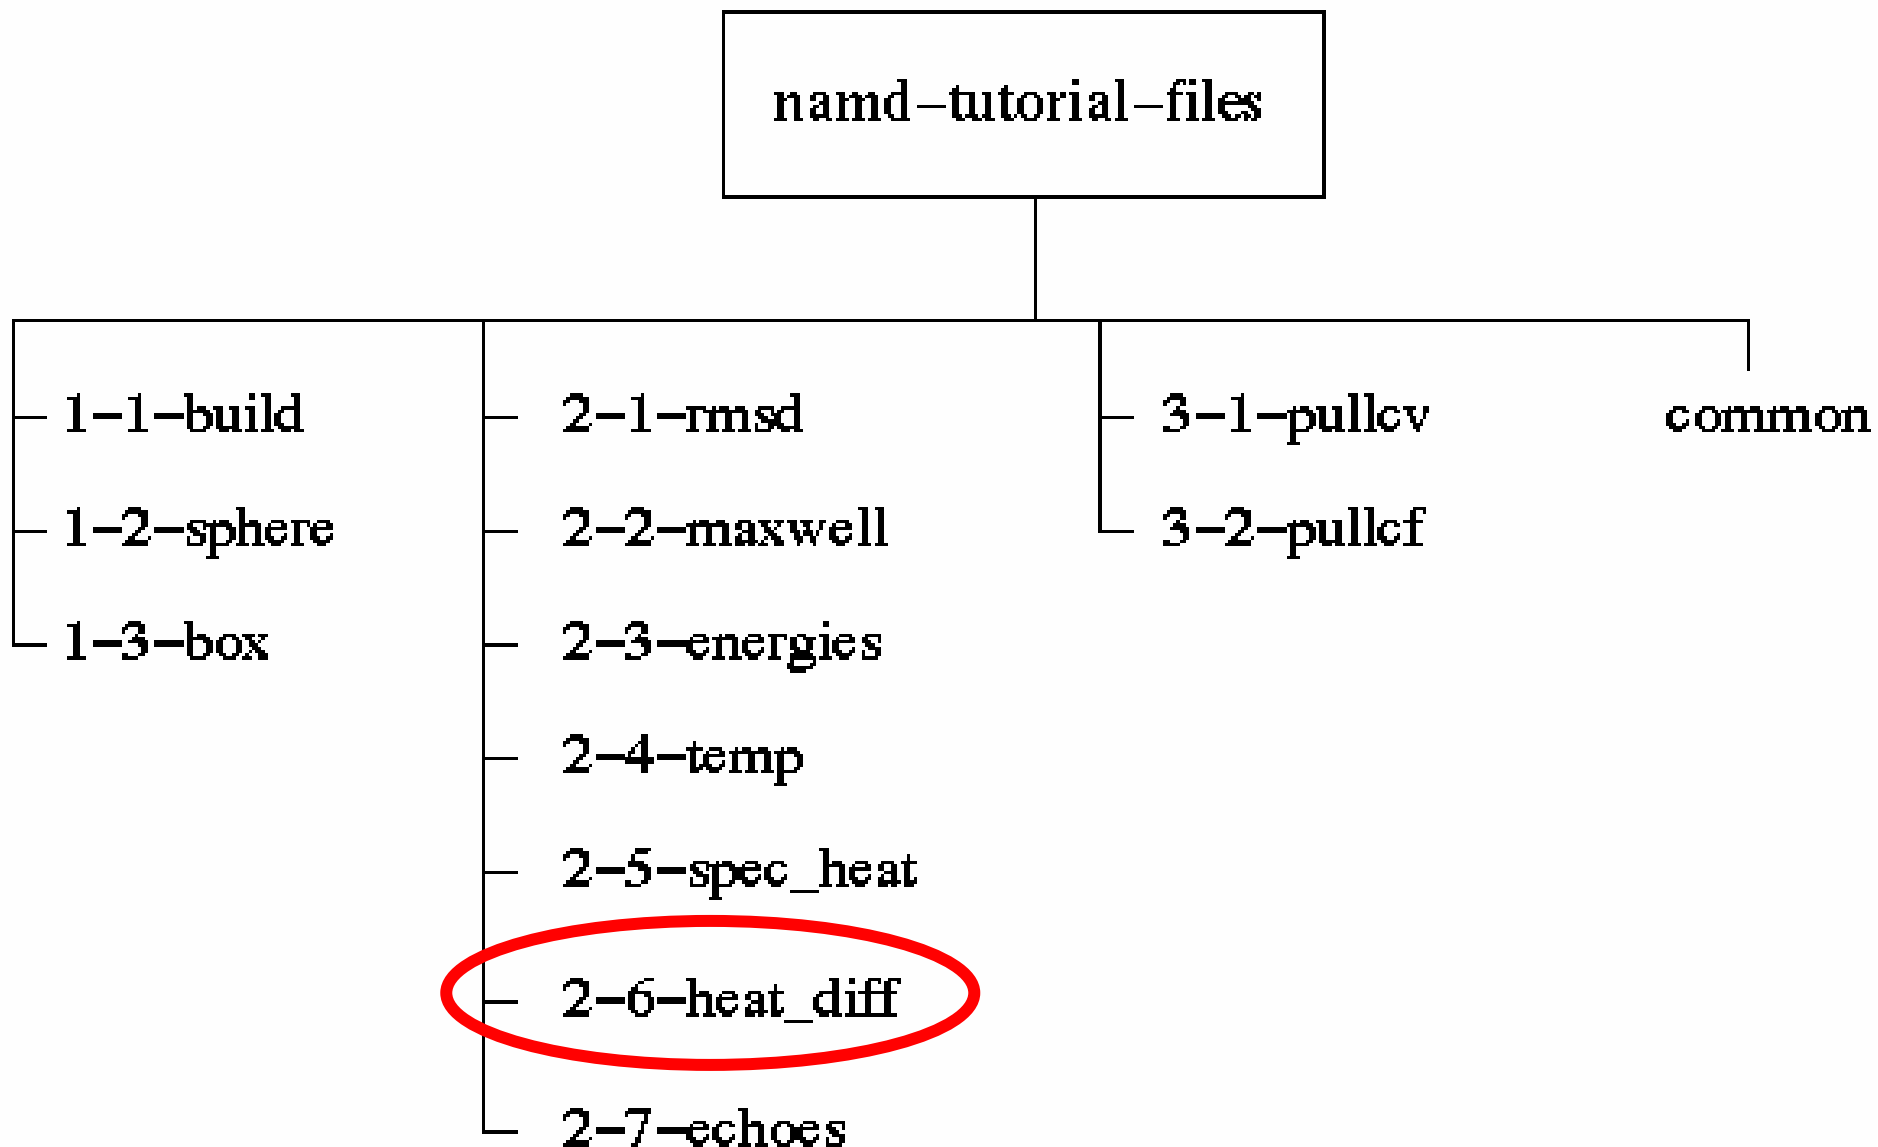 namd-tutorial-files
1-1-build
1-2-sphere
1-3-box
2-1-rmsd
2-2-maxwell
2-3-energies
2-4-temp
2-5-spec_heat
2-6-heat_diff
2-7-echoes
3-1-pullcv
3-2-pullcf
common